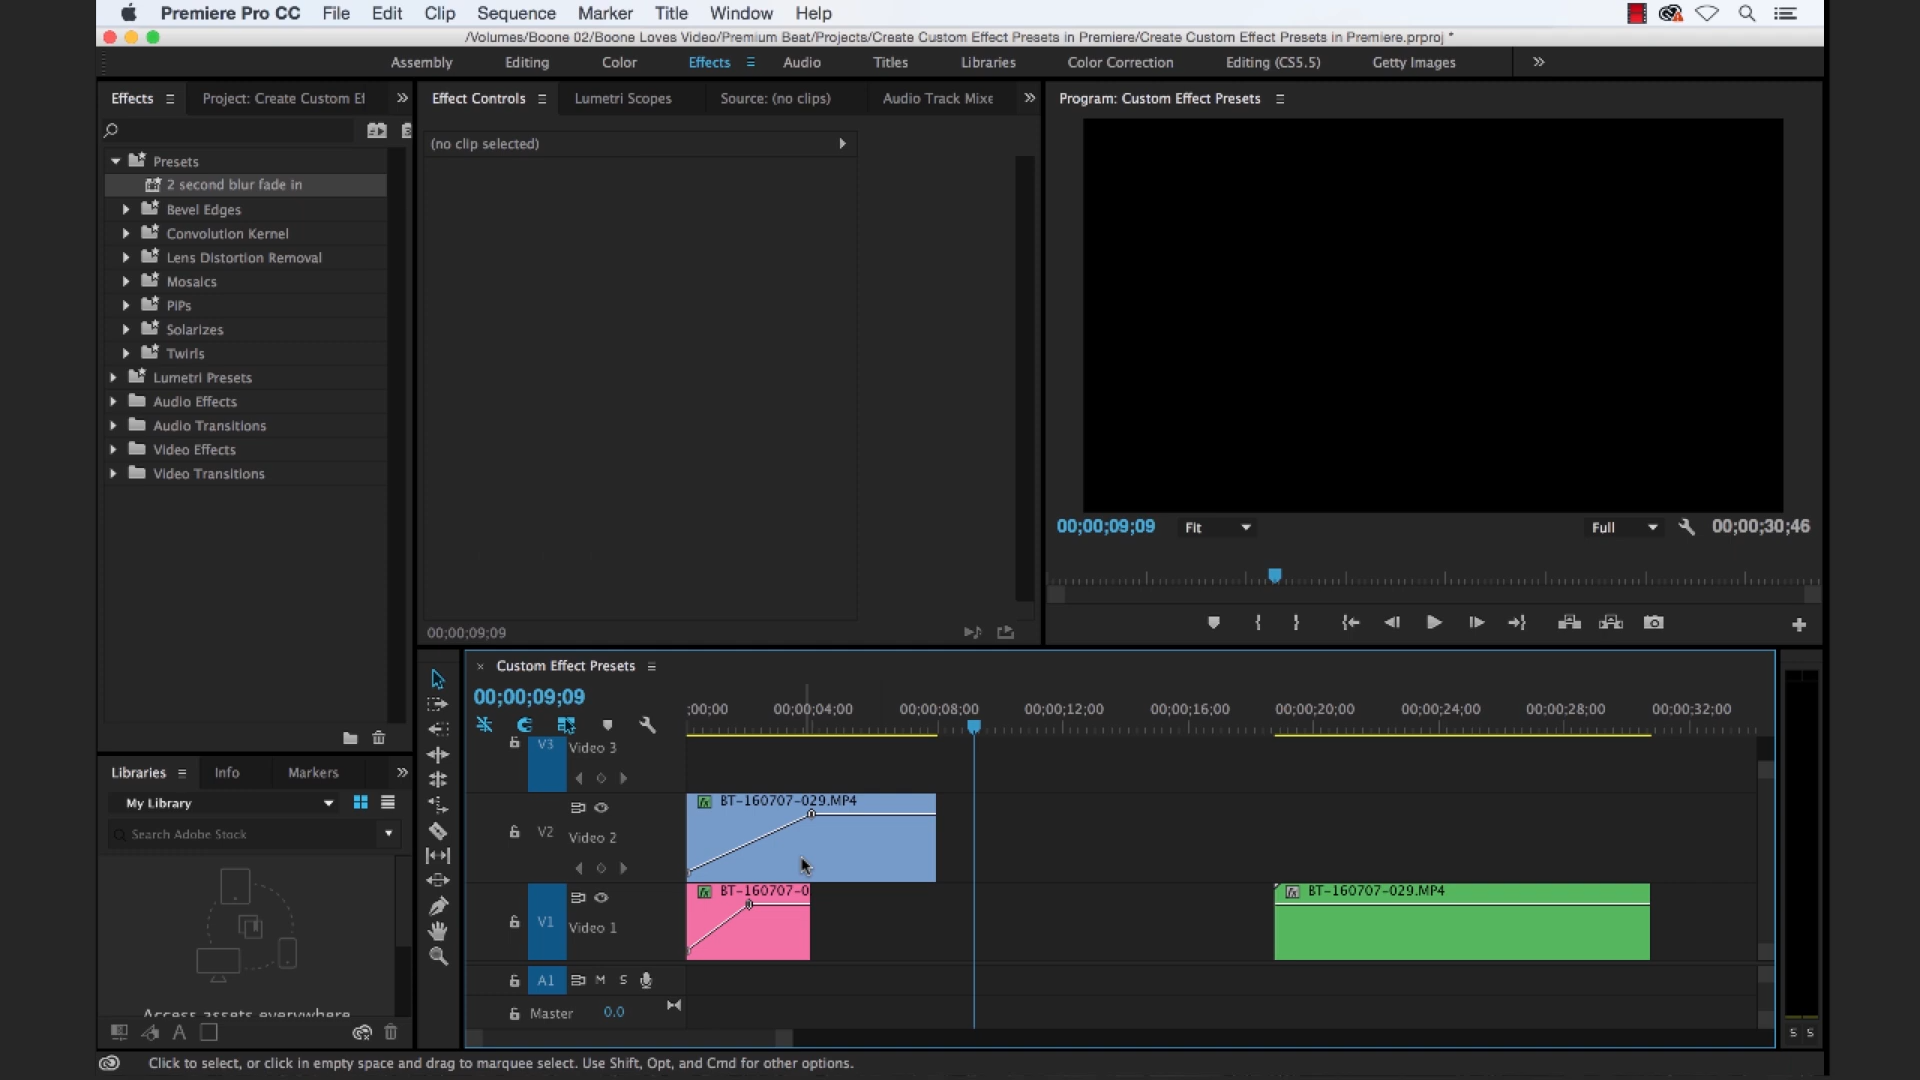 Premiere Pro CC File Edit Clip Sequence Marker Title Window Help
/Volumes/Boone 02/Boone Loves Video/Premium Beat/Projects/Create Custom Effect Presets in Premiere/Create Custom Effect Presets in Premiere.prproj *
Assembly Editing Color Effects Audio Titles Libraries Color Correction Editing (CS5.5) Getty Images
Effects Project: Create Custom Ef
Effect Controls Lumetri Scopes Source: (no clips) Audio Track Mixe
Program: Custom Effect Presets
(no clip selected)
Presets
2 second blur fade in
Bevel Edges
Convolution Kernel
Lens Distortion Removal
Mosaics
PiPs
Solarizes
Twirls
Lumetri Presets
Audio Effects
Audio Transitions
Video Effects
Video Transitions
00;00;09;09 Fit Full 00;00;30;46
00;00;09;09
Custom Effect Presets
00;00;09;09
;00;00 00;00;04;00 00;00;08;00 00;00;12;00 00;00;16;00 00;00;20;00 00;00;24;00 00;00;28;00 00;00;32;00
V3 Video 3
fx BT-160707-029.MP4
V2 Video 2
fx BT-160707-0
fx BT-160707-029.MP4
V1 Video 1
A1 M S
Master 0.0
S S
Libraries Info Markers
My Library
Search Adobe Stock
Access assets everywhere
Click to select, or click in empty space and drag to marquee select. Use Shift, Opt, and Cmd for other options.